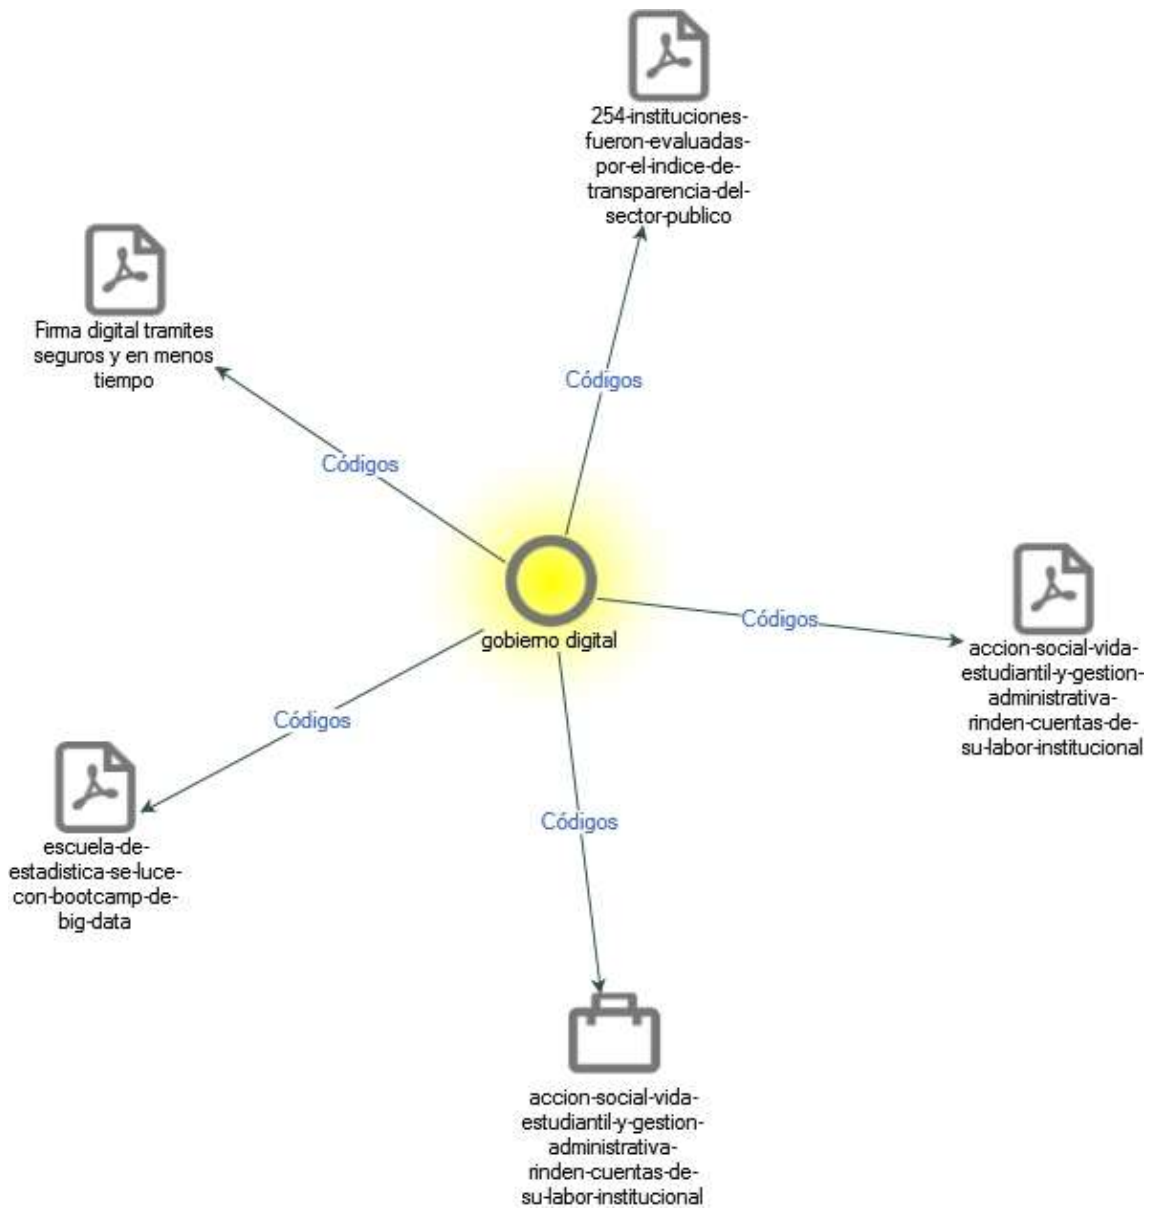 254-instituciones-
fueron-evaluadas-
por-el-indice-de-
transparencia-del-
sector-publico
Firma digital tramites
seguros y en menos
tiempo
Códigos
Códigos
gobierno digital
Códigos
accion-social-vida-
estudiantil-y-gestion-
administrativa-
rinden-cuentas-de-
su-labor-institucional
Códigos
escuela-de-
estadistica-se-luce-
con-bootcamp-de-
big-data
Códigos
accion-social-vida-
estudiantil-y-gestion-
administrativa-
rinden-cuentas-de-
su-labor-institucional